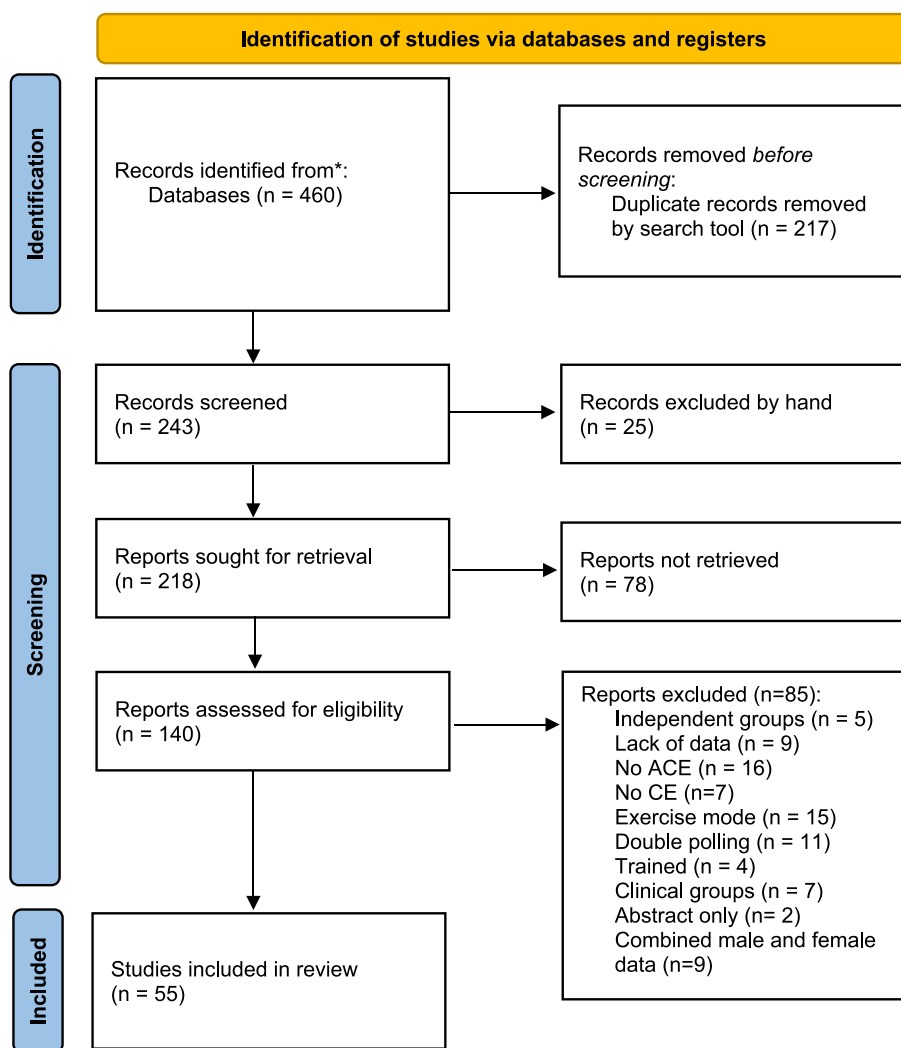 Identification of studies via databases and registers
Identification
Records identified from*:
Databases (n = 460)
Records removed before
screening:
Duplicate records removed
by search tool (n = 217)
Screening
Records screened
(n = 243)
Records excluded by hand
(n = 25)
Reports sought for retrieval
(n = 218)
Reports not retrieved
(n = 78)
Reports assessed for eligibility
(n = 140)
Reports excluded (n=85):
Independent groups (n = 5)
Lack of data (n = 9)
No ACE (n = 16)
No CE (n=7)
Exercise mode (n = 15)
Double polling (n = 11)
Trained (n = 4)
Clinical groups (n = 7)
Abstract only (n= 2)
Combined male and female
data (n=9)
Included
Studies included in review
(n = 55)